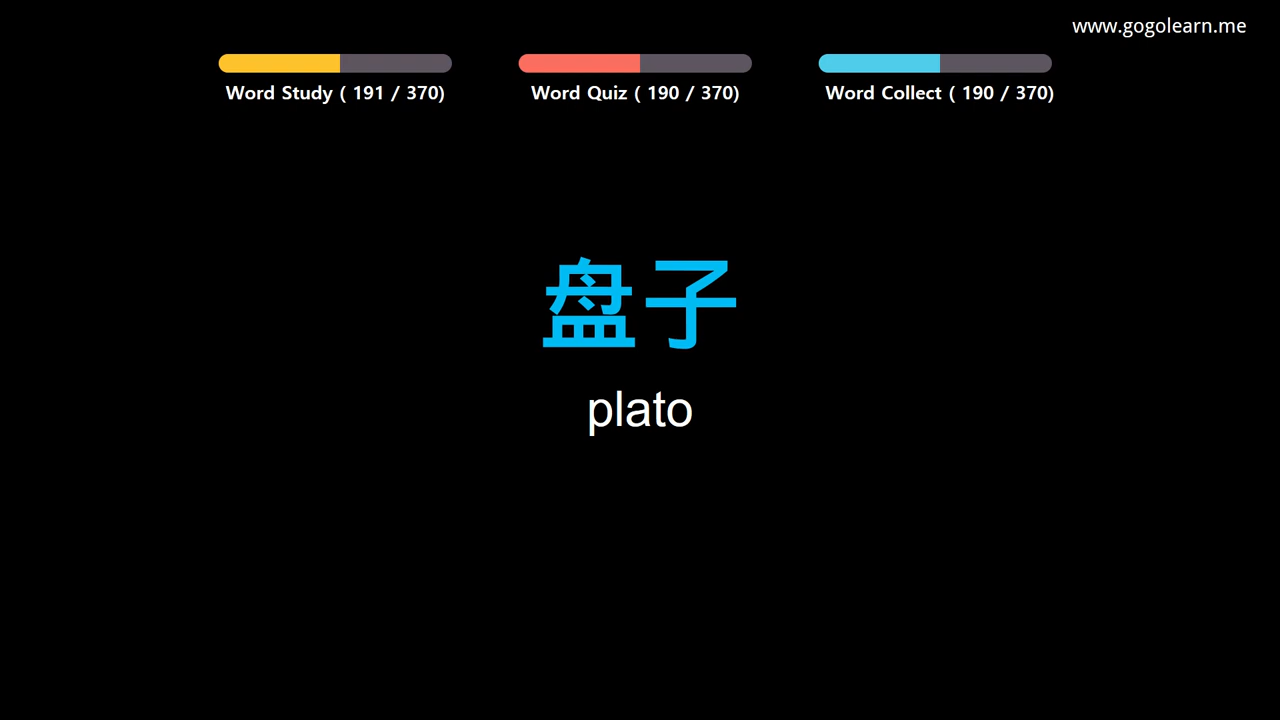 www.gogolearn.me
Word Study ( 191 / 370)
Word Quiz ( 190 / 370)
Word Collect ( 190 / 370)
盘子
plato